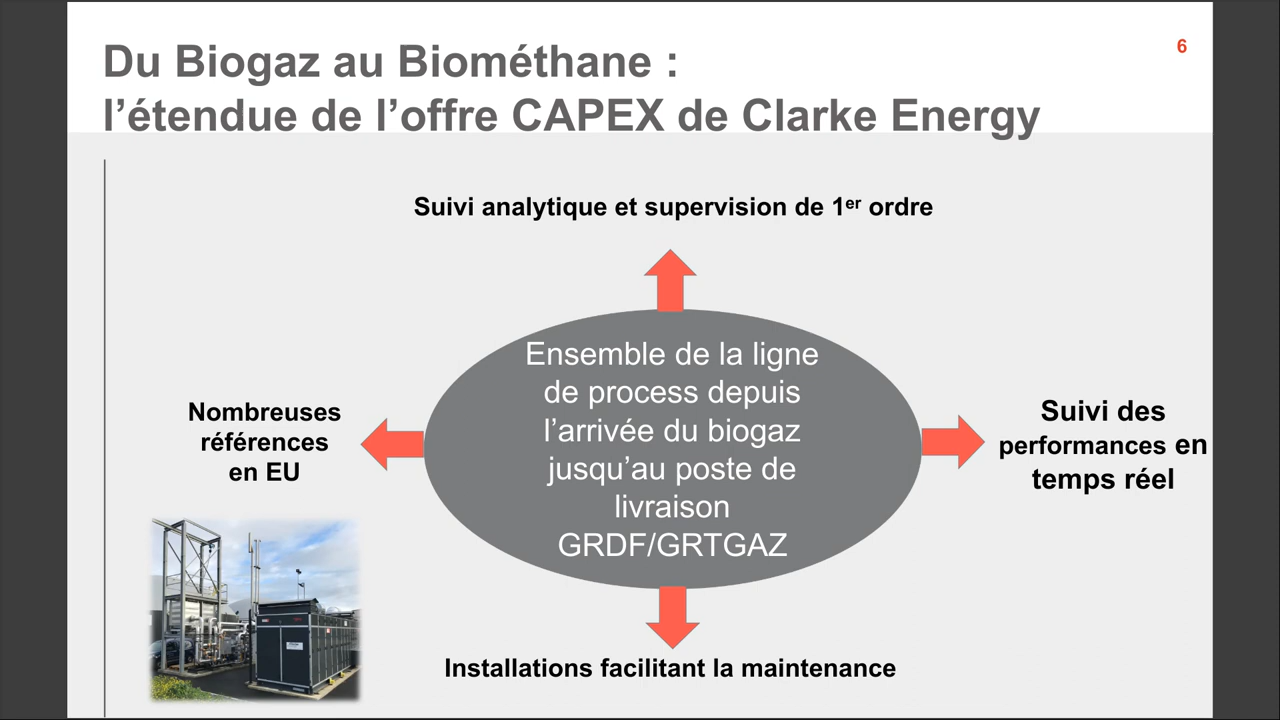 6
Du Biogaz au Biométhane :
l’étendue de l’offre CAPEX de Clarke Energy
Suivi analytique et supervision de 1er ordre
Ensemble de la ligne
de process depuis
l’arrivée du biogaz
jusqu’au poste de
livraison
GRDF/GRTGAZ
Nombreuses
références
en EU
Suivi des
performances en
temps réel
Installations facilitant la maintenance